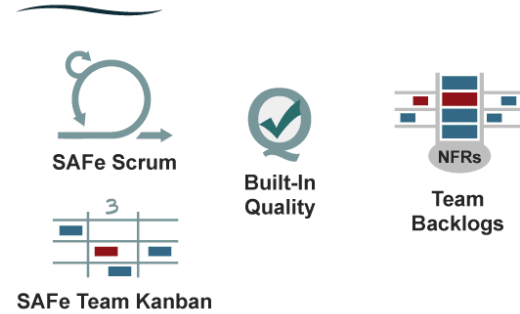 SAFe Scrum
Built-In
Quality
NFRs
Team
Backlogs
3
SAFe Team Kanban